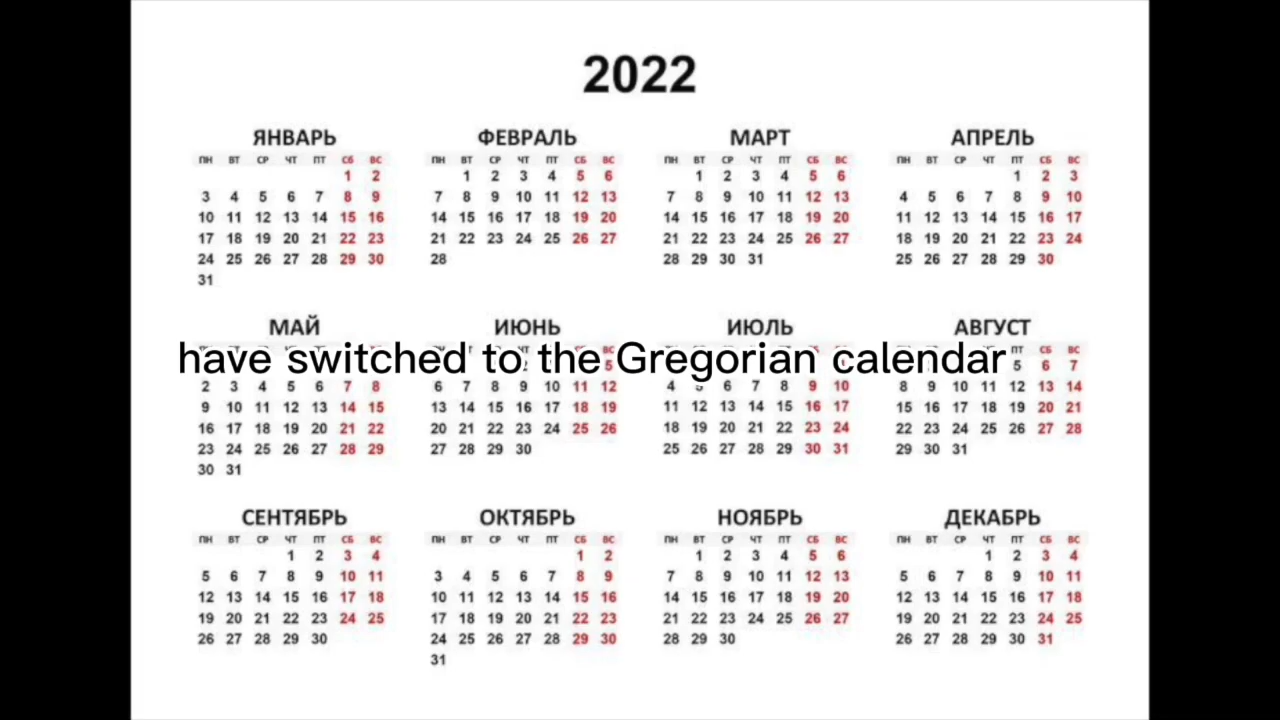 2022
ЯНВАРЬ
ПН ВТ СР ЧТ ПТ СБ ВС
1 2
3 4 5 6 7 8 9
10 11 12 13 14 15 16
17 18 19 20 21 22 23
24 25 26 27 28 29 30
31
ФЕВРАЛЬ
ПН ВТ СР ЧТ ПТ СБ ВС
1 2 3 4 5 6
7 8 9 10 11 12 13
14 15 16 17 18 19 20
21 22 23 24 25 26 27
28
МАРТ
ПН ВТ СР ЧТ ПТ СБ ВС
1 2 3 4 5 6
7 8 9 10 11 12 13
14 15 16 17 18 19 20
21 22 23 24 25 26 27
28 29 30 31
АПРЕЛЬ
ПН ВТ СР ЧТ ПТ СБ ВС
1 2 3
4 5 6 7 8 9 10
11 12 13 14 15 16 17
18 19 20 21 22 23 24
25 26 27 28 29 30
have switched to the Gregorian calendar
МАЙ
2 3 4 5 6 7 8
9 10 11 12 13 14 15
16 17 18 19 20 21 22
23 24 25 26 27 28 29
30 31
ИЮНЬ
5
6 7 8 9 10 11 12
13 14 15 16 17 18 19
20 21 22 23 24 25 26
27 28 29 30
ИЮЛЬ
4 6 7 8 9 10
11 12 13 14 15 16 17
18 19 20 21 22 23 24
25 26 27 28 29 30 31
АВГУСТ
ПТ СБ ВС
5 6 7
8 9 10 11 12 13 14
15 16 17 18 19 20 21
22 23 24 25 26 27 28
29 30 31
СЕНТЯБРЬ
ПН ВТ СР ЧТ ПТ СБ ВС
1 2 3 4
5 6 7 8 9 10 11
12 13 14 15 16 17 18
19 20 21 22 23 24 25
26 27 28 29 30
ОКТЯБРЬ
ПН ВТ СР ЧТ ПТ СБ ВС
1 2
3 4 5 6 7 8 9
10 11 12 13 14 15 16
17 18 19 20 21 22 23
24 25 26 27 28 29 30
31
НОЯБРЬ
ПН ВТ СР ЧТ ПТ СБ ВС
1 2 3 4 5 6
7 8 9 10 11 12 13
14 15 16 17 18 19 20
21 22 23 24 25 26 27
28 29 30
ДЕКАБРЬ
ПН ВТ СР ЧТ ПТ СБ ВС
1 2 3 4
5 6 7 8 9 10 11
12 13 14 15 16 17 18
19 20 21 22 23 24 25
26 27 28 29 30 31